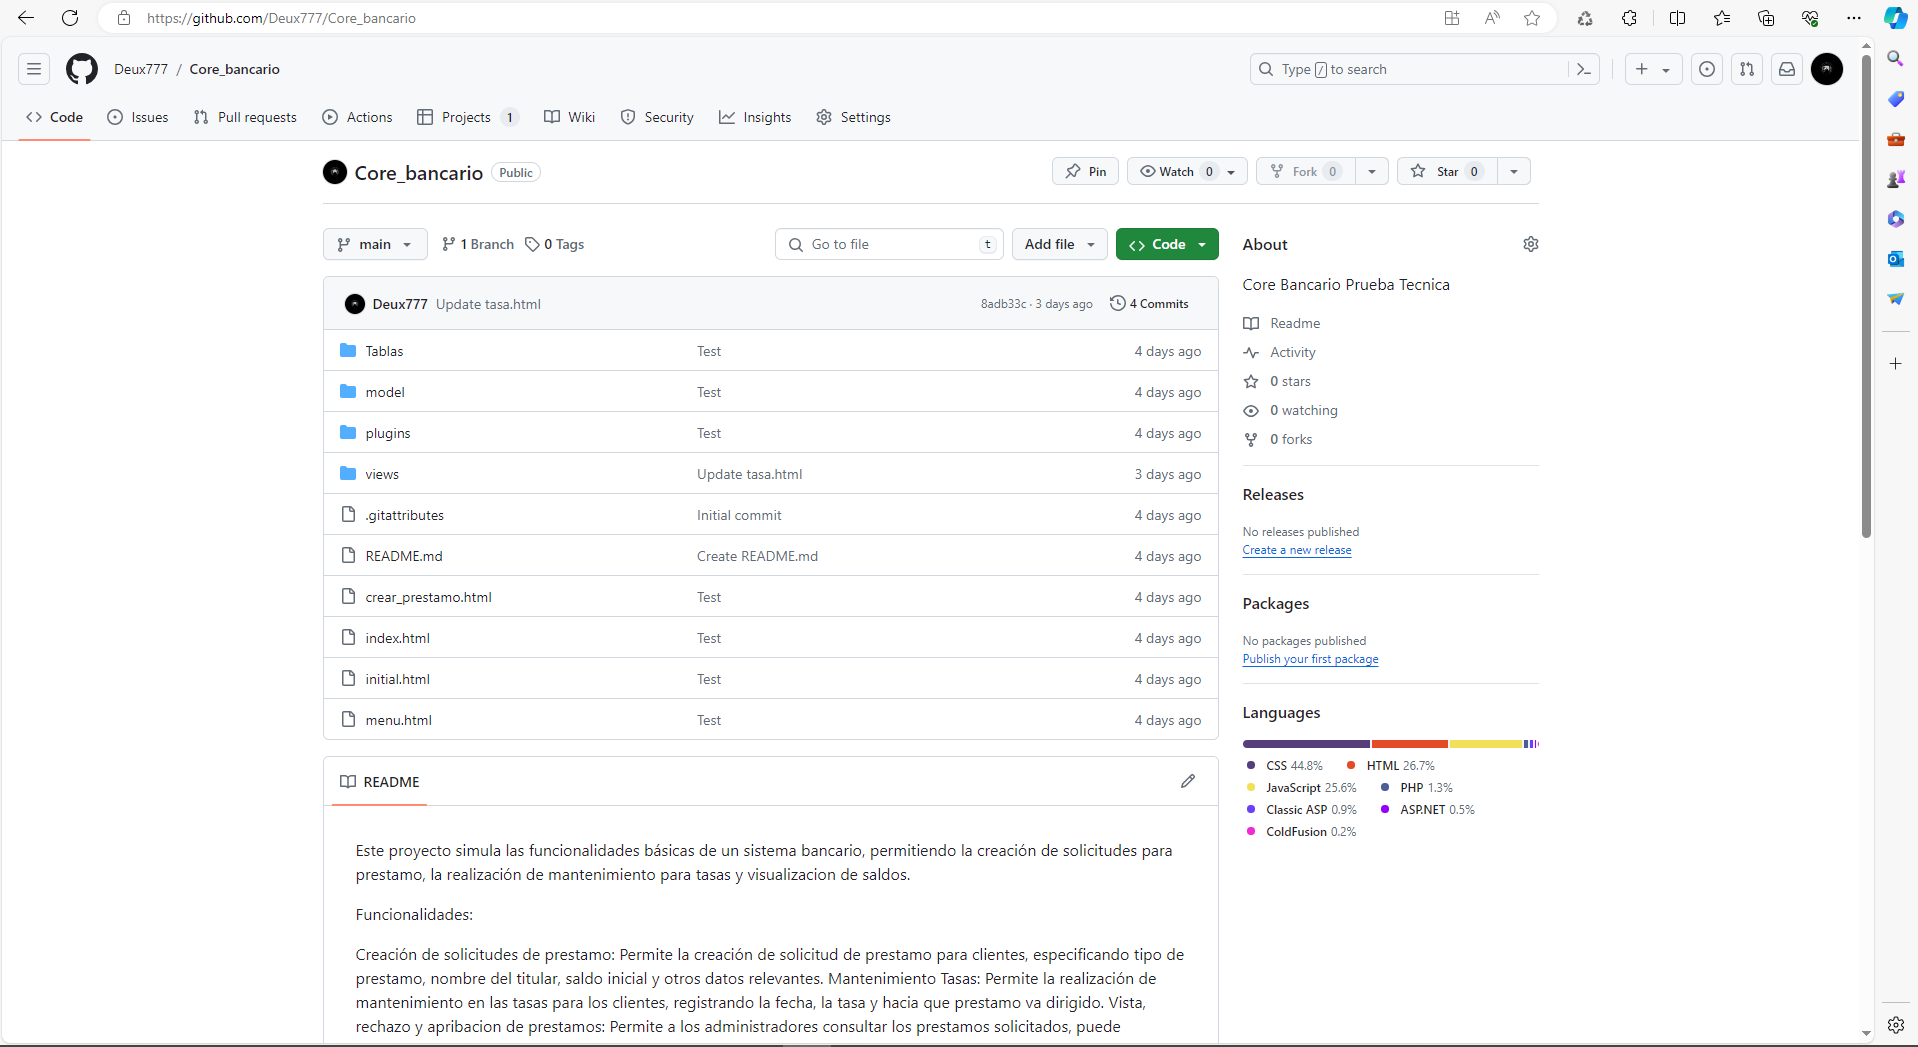 https://github.com/Deux777/Core_bancario
Deux777 / Core_bancario
Type / to search
Code Issues Pull requests Actions Projects 1 Wiki Security Insights Settings
Core_bancario Public
Pin Watch 0 Fork 0 Star 0
main 1 Branch 0 Tags Go to file t Add file Code
Deux777 Update tasa.html 8adb33c · 3 days ago 4 Commits
Tablas Test 4 days ago
model Test 4 days ago
plugins Test 4 days ago
views Update tasa.html 3 days ago
.gitattributes Initial commit 4 days ago
README.md Create README.md 4 days ago
crear_prestamo.html Test 4 days ago
index.html Test 4 days ago
initial.html Test 4 days ago
menu.html Test 4 days ago
README
Este proyecto simula las funcionalidades básicas de un sistema bancario, permitiendo la creación de solicitudes para
prestamo, la realización de mantenimiento para tasas y visualizacion de saldos.
Funcionalidades:
Creación de solicitudes de prestamo: Permite la creación de solicitud de prestamo para clientes, especificando tipo de
prestamo, nombre del titular, saldo inicial y otros datos relevantes. Mantenimiento Tasas: Permite la realización de
mantenimiento en las tasas para los clientes, registrando la fecha, la tasa y hacia que prestamo va dirigido. Vista,
rechazo y apribacion de prestamos: Permite a los administradores consultar los prestamos solicitados, puede
About
Core Bancario Prueba Tecnica
Readme
Activity
0 stars
0 watching
0 forks
Releases
No releases published
Create a new release
Packages
No packages published
Publish your first package
Languages
CSS 44.8% HTML 26.7%
JavaScript 25.6% PHP 1.3%
Classic ASP 0.9% ASP.NET 0.5%
ColdFusion 0.2%